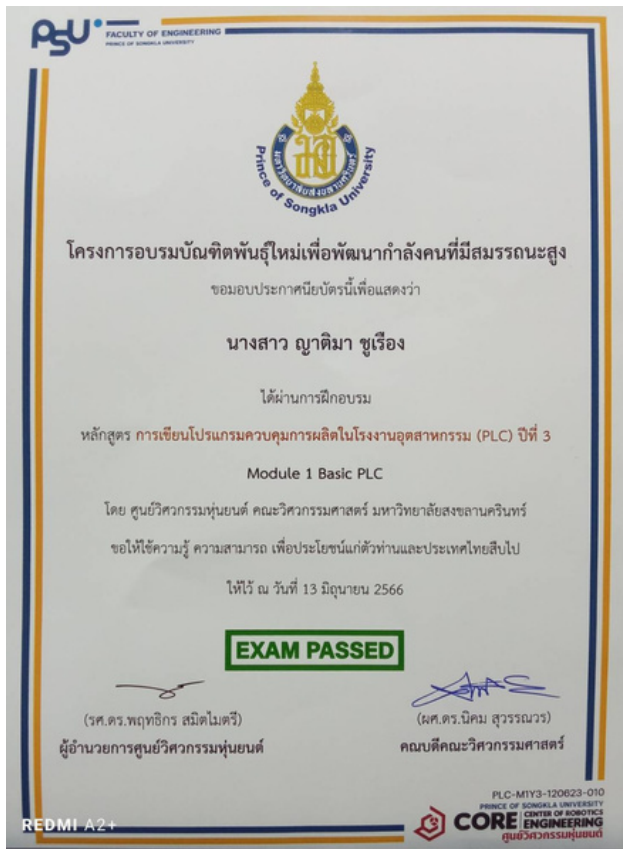 PSU
FACULTY OF ENGINEERING
PRINCE OF SONGKLA UNIVERSITY
มหาวิทยาลัยสงขลานครินทร์
Prince of Songkla University
โครงการอบรมบัณฑิตพันธุ์ใหม่เพื่อพัฒนากำลังคนที่มีสมรรถนะสูง
ขอมอบประกาศนียบัตรนี้เพื่อแสดงว่า
นางสาว ญาติมา ชูเรือง
ได้ผ่านการฝึกอบรม
หลักสูตร การเขียนโปรแกรมควบคุมการผลิตในโรงงานอุตสาหกรรม (PLC) ปีที่ 3
Module 1 Basic PLC
โดย ศูนย์วิศวกรรมหุ่นยนต์ คณะวิศวกรรมศาสตร์ มหาวิทยาลัยสงขลานครินทร์
ขอให้ใช้ความรู้ ความสามารถ เพื่อประโยชน์แก่ตัวท่านและประเทศไทยสืบไป
ให้ไว้ ณ วันที่ 13 มิถุนายน 2566
EXAM PASSED
(รศ.ดร.พฤทธิกร สมิตไมตรี)
ผู้อำนวยการศูนย์วิศวกรรมหุ่นยนต์
(ผศ.ดร.นิคม สุวรรณวร)
คณบดีคณะวิศวกรรมศาสตร์
PLC-M1Y3-120623-010
PRINCE OF SONGKLA UNIVERSITY
CORE CENTER OF ROBOTICS
ENGINEERING
ศูนย์วิศวกรรมหุ่นยนต์
REDMI A2+